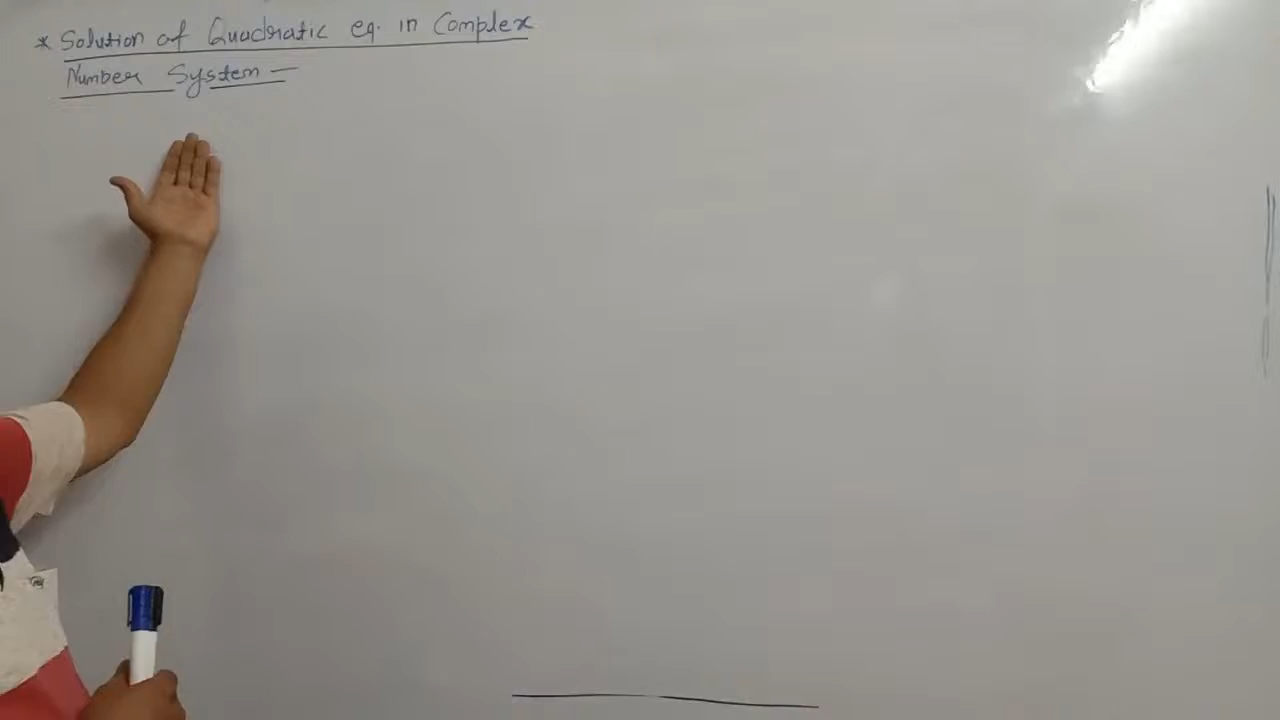 * Solution of Quadratic eq. in Complex
Number System —